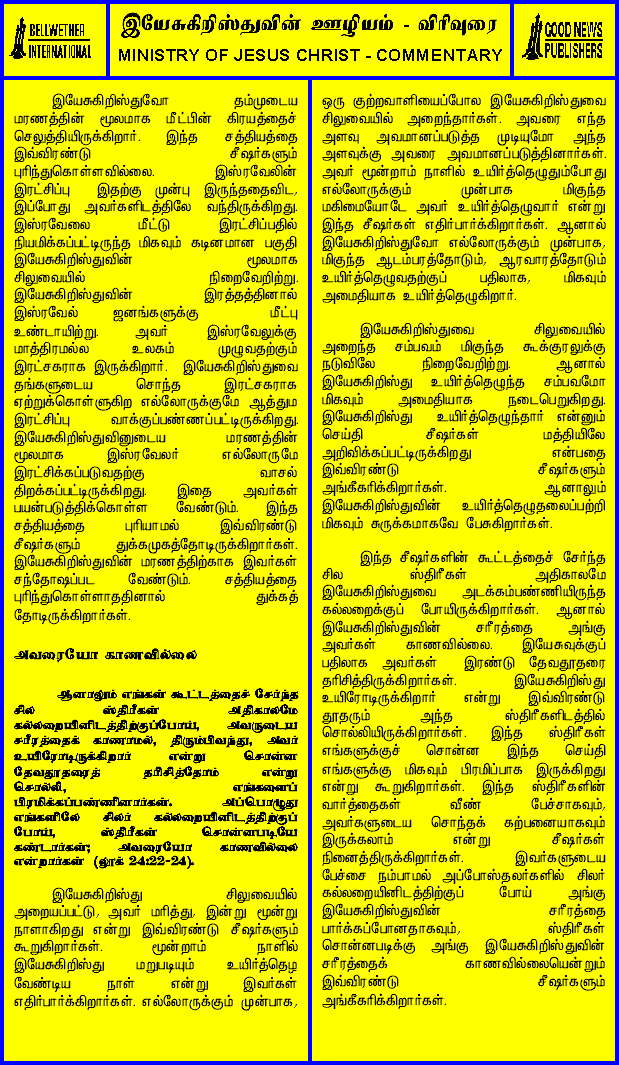 BELLWETHER
INTERNATIONAL
இயேசுகிறிஸ்துவின் ஊழியம் - விரிவுரை
MINISTRY OF JESUS CHRIST - COMMENTARY
GOOD NEWS
PUBLISHERS
இயேசுகிறிஸ்துவோ தம்முடைய
மரணத்தின் மூலமாக மீட்பின் கிரயத்தைச்
செலுத்தியிருக்கிறார். இந்த சத்தியத்தை
இவ்விரண்டு சீஷர்களும்
புரிந்துகொள்ளவில்லை. இஸ்ரவேலின்
இரட்சிப்பு இதற்கு முன்பு இருந்ததைவிட,
இப்போது அவர்களிடத்திலே வந்திருக்கிறது.
இஸ்ரவேலை மீட்டு இரட்சிப்பதில்
நியமிக்கப்பட்டிருந்த மிகவும் கடினமான பகுதி
இயேசுகிறிஸ்துவின் மூலமாக
சிலுவையில் நிறைவேறிற்று.
இயேசுகிறிஸ்துவின் இரத்தத்தினால்
இஸ்ரவேல் ஜனங்களுக்கு மீட்பு
உண்டாயிற்று. அவர் இஸ்ரவேலுக்கு
மாத்திரமல்ல உலகம் முழுவதற்கும்
இரட்சகராக இருக்கிறார். இயேசுகிறிஸ்துவை
தங்களுடைய சொந்த இரட்சகராக
ஏற்றுக்கொள்ளுகிற எல்லோருக்குமே ஆத்தும
இரட்சிப்பு வாக்குப்பண்ணப்பட்டிருக்கிறது.
இயேசுகிறிஸ்துவினுடைய மரணத்தின்
மூலமாக இஸ்ரவேலர் எல்லோருமே
இரட்சிக்கப்படுவதற்கு வாசல்
திறக்கப்பட்டிருக்கிறது. இதை அவர்கள்
பயன்படுத்திக்கொள்ள வேண்டும். இந்த
சத்தியத்தை புரியாமல் இவ்விரண்டு
சீஷர்களும் துக்கமுகத்தோடிருக்கிறார்கள்.
இயேசுகிறிஸ்துவின் மரணத்திற்காக இவர்கள்
சந்தோஷப்பட வேண்டும். சத்தியத்தை
புரிந்துகொள்ளாததினால் துக்கத்
தோடிருக்கிறார்கள்.
அவரையோ காணவில்லை
ஆனாலும் எங்கள் கூட்டத்தைச் சேர்ந்த
சில ஸ்திரீகள் அதிகாலமே
கல்லறையினிடத்திற்குப்போய், அவருடைய
சரீரத்தைக் காணாமல், திரும்பிவந்து, அவர்
உயிரோடிருக்கிறார் என்று சொன்ன
தேவதூதரைத் தரிசித்தோம் என்று
சொல்லி, எங்களைப்
பிரமிக்கப்பண்ணினார்கள். அப்பொழுது
எங்களிலே சிலர் கல்லறையினிடத்திற்குப்
போய், ஸ்திரீகள் சொன்னபடியே
கண்டார்கள்; அவரையோ காணவில்லை
என்றார்கள் (லூக் 24:22-24).
இயேசுகிறிஸ்து சிலுவையில்
அறையப்பட்டு, அவர் மரித்து, இன்று மூன்று
நாளாகிறது என்று இவ்விரண்டு சீஷர்களும்
கூறுகிறார்கள். மூன்றாம் நாளில்
இயேசுகிறிஸ்து மறுபடியும் உயிர்த்தெழ
வேண்டிய நாள் என்று இவர்கள்
எதிர்பார்க்கிறார்கள். எல்லோருக்கும் முன்பாக,
ஒரு குற்றவாளியைப்போல இயேசுகிறிஸ்துவை
சிலுவையில் அறைந்தார்கள். அவரை எந்த
அளவு அவமானப்படுத்த முடியுமோ அந்த
அளவுக்கு அவரை அவமானப்படுத்தினார்கள்.
அவர் மூன்றாம் நாளில் உயிர்த்தெழுதும்போது
எல்லோருக்கும் முன்பாக மிகுந்த
மகிமையோடே அவர் உயிர்த்தெழுவார் என்று
இந்த சீஷர்கள் எதிர்பார்க்கிறார்கள். ஆனால்
இயேசுகிறிஸ்துவோ எல்லோருக்கும் முன்பாக,
மிகுந்த ஆடம்பரத்தோடும், ஆரவாரத்தோடும்
உயிர்த்தெழுவதற்குப் பதிலாக, மிகவும்
அமைதியாக உயிர்த்தெழுகிறார்.
இயேசுகிறிஸ்துவை சிலுவையில்
அறைந்த சம்பவம் மிகுந்த கூக்குரலுக்கு
நடுவிலே நிறைவேறிற்று. ஆனால்
இயேசுகிறிஸ்து உயிர்த்தெழுந்த சம்பவமோ
மிகவும் அமைதியாக நடைபெறுகிறது.
இயேசுகிறிஸ்து உயிர்த்தெழுந்தார் என்னும்
செய்தி சீஷர்கள் மத்தியிலே
அறிவிக்கப்பட்டிருக்கிறது என்பதை
இவ்விரண்டு சீஷர்களும்
அங்கீகரிக்கிறார்கள். ஆனாலும்
இயேசுகிறிஸ்துவின் உயிர்த்தெழுதலைப்பற்றி
மிகவும் சுருக்கமாகவே பேசுகிறார்கள்.
இந்த சீஷர்களின் கூட்டத்தைச் சேர்ந்த
சில ஸ்திரீகள் அதிகாலமே
இயேசுகிறிஸ்துவை அடக்கம்பண்ணியிருந்த
கல்லறைக்குப் போயிருக்கிறார்கள். ஆனால்
இயேசுகிறிஸ்துவின் சரீரத்தை அங்கு
அவர்கள் காணவில்லை. இயேசுவுக்குப்
பதிலாக அவர்கள் இரண்டு தேவதூதரை
தரிசித்திருக்கிறார்கள். இயேசுகிறிஸ்து
உயிரோடிருக்கிறார் என்று இவ்விரண்டு
தூதரும் அந்த ஸ்திரீகளிடத்தில்
சொல்லியிருக்கிறார்கள். இந்த ஸ்திரீகள்
எங்களுக்குச் சொன்ன இந்த செய்தி
எங்களுக்கு மிகவும் பிரமிப்பாக இருக்கிறது
என்று கூறுகிறார்கள். இந்த ஸ்திரீகளின்
வார்த்தைகள் வீண் பேச்சாகவும்,
அவர்களுடைய சொந்தக் கற்பனையாகவும்
இருக்கலாம் என்று சீஷர்கள்
நினைத்திருக்கிறார்கள். இவர்களுடைய
பேச்சை நம்பாமல் அப்போஸ்தலர்களில் சிலர்
கல்லறையினிடத்திற்குப் போய் அங்கு
இயேசுகிறிஸ்துவின் சரீரத்தை
பார்க்கப்போனதாகவும், ஸ்திரீகள்
சொன்னபடிக்கு அங்கு இயேசுகிறிஸ்துவின்
சரீரத்தைக் காணவில்லையென்றும்
இவ்விரண்டு சீஷர்களும்
அங்கீகரிக்கிறார்கள்.